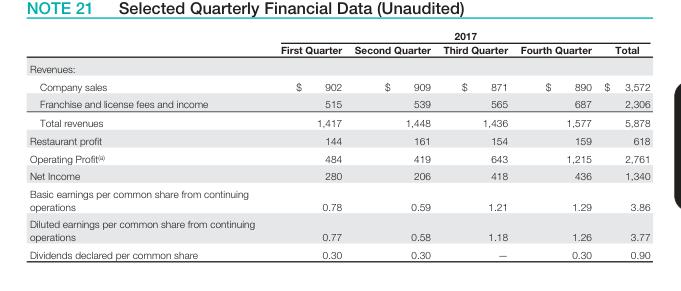 NOTE 21 Selected Quarterly Financial Data (Unaudited)
2017
First Quarter Second Quarter Third Quarter Fourth Quarter Total
Revenues:
Company sales $ 902 $ 909 $ 871 $ 890 $ 3,572
Franchise and license fees and income 515 539 565 687 2,306
Total revenues 1,417 1,448 1,436 1,577 5,878
Restaurant profit 144 161 154 159 618
Operating Profit(a) 484 419 643 1,215 2,761
Net Income 280 206 418 436 1,340
Basic earnings per common share from continuing
operations 0.78 0.59 1.21 1.29 3.86
Diluted earnings per common share from continuing
operations 0.77 0.58 1.18 1.26 3.77
Dividends declared per common share 0.30 0.30 — 0.30 0.90